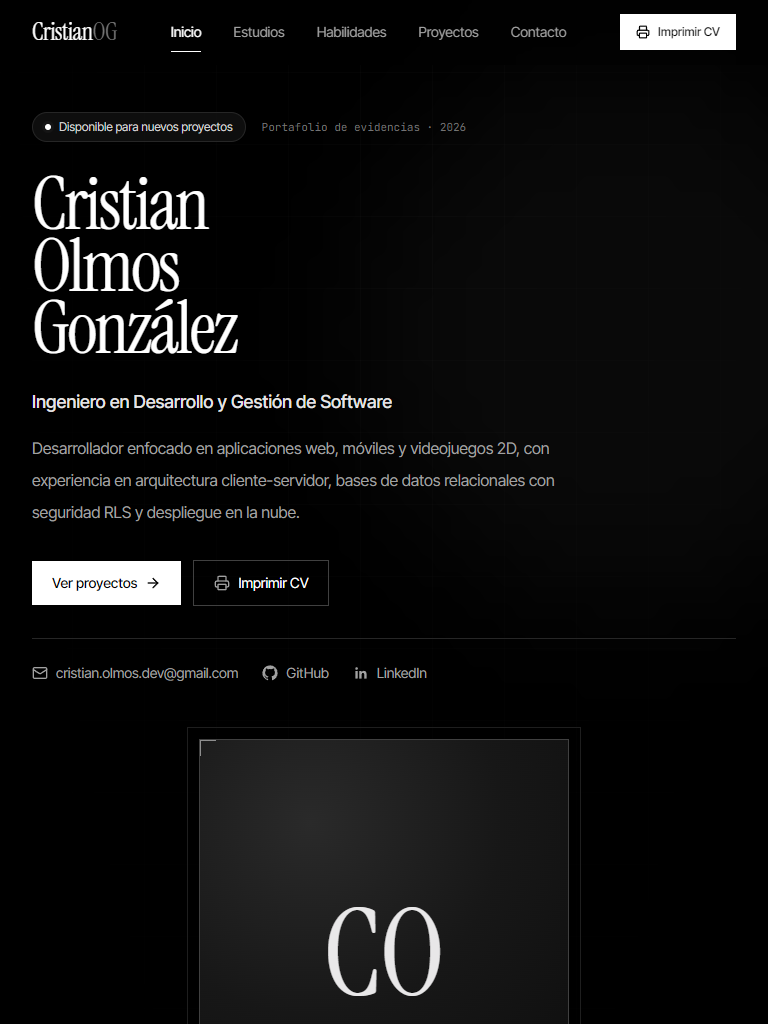 CristianOG
Inicio Estudios Habilidades Proyectos Contacto
Imprimir CV
Disponible para nuevos proyectos
Portafolio de evidencias · 2026
Cristian
Olmos
González
Ingeniero en Desarrollo y Gestión de Software
Desarrollador enfocado en aplicaciones web, móviles y videojuegos 2D, con
experiencia en arquitectura cliente-servidor, bases de datos relacionales con
seguridad RLS y despliegue en la nube.
Ver proyectos →
Imprimir CV
cristian.olmos.dev@gmail.com GitHub LinkedIn
CO